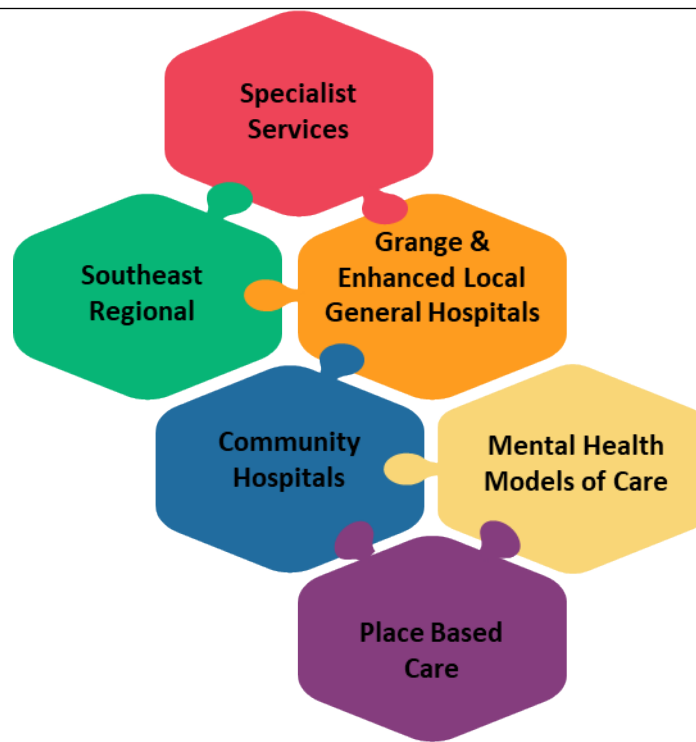 Specialist
Services
Southeast
Regional
Grange &
Enhanced Local
General Hospitals
Community
Hospitals
Mental Health
Models of Care
Place Based
Care